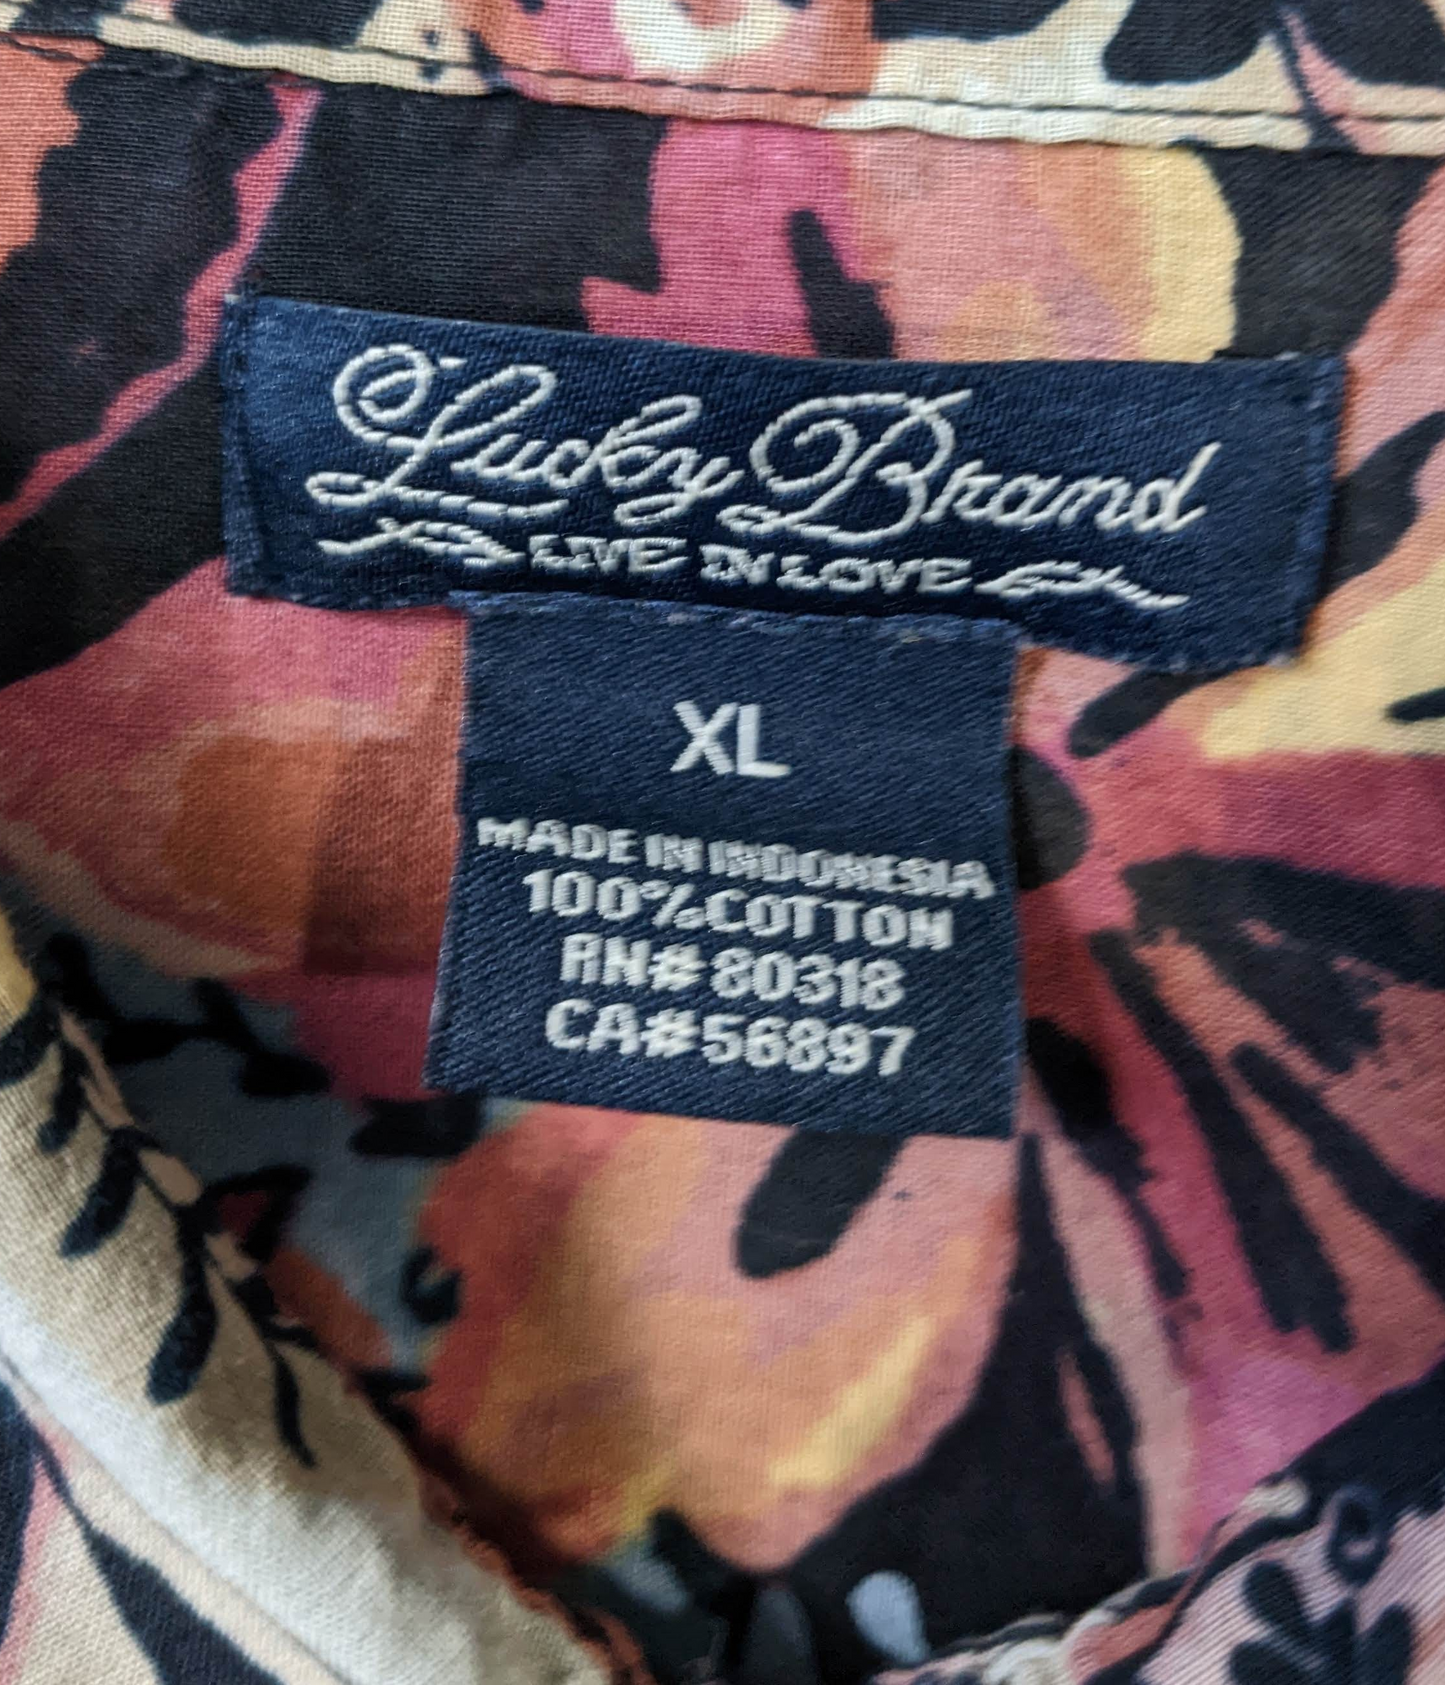 Lucky Brand
LIVE IN LOVE
XL
MADE IN INDONESIA
100% COTTON
RN# 80318
CA#56897